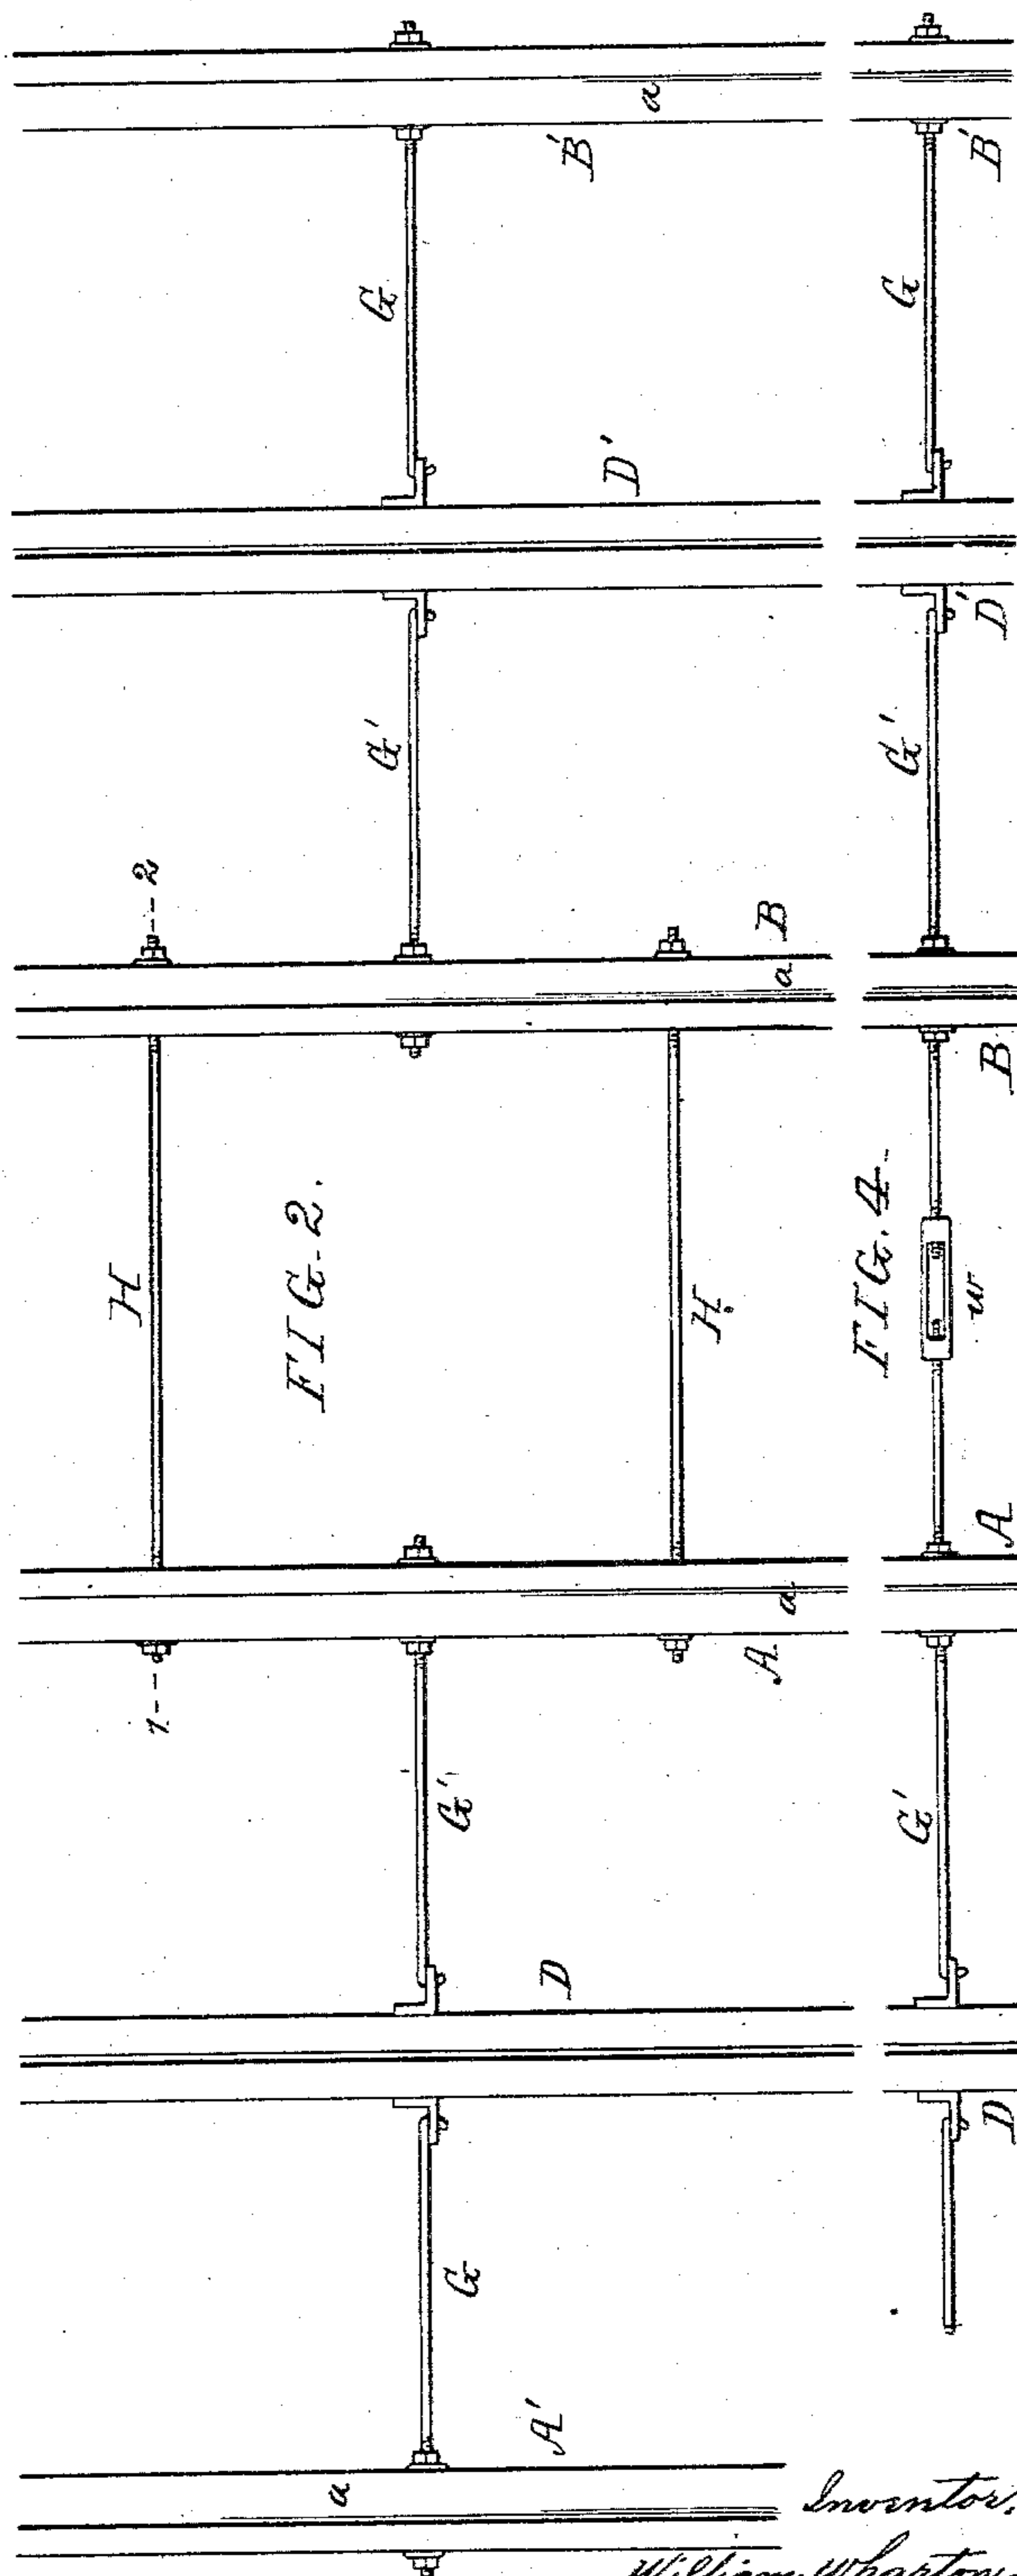 a
B'
B'
G
G
D'
D'
G'
G'
2
B
a
B
H
FIG. 2.
H.
FIG. 4.
w
A
a
1
A
G'
G'
D
D
G
A'
a
Inventor.
William Wharton